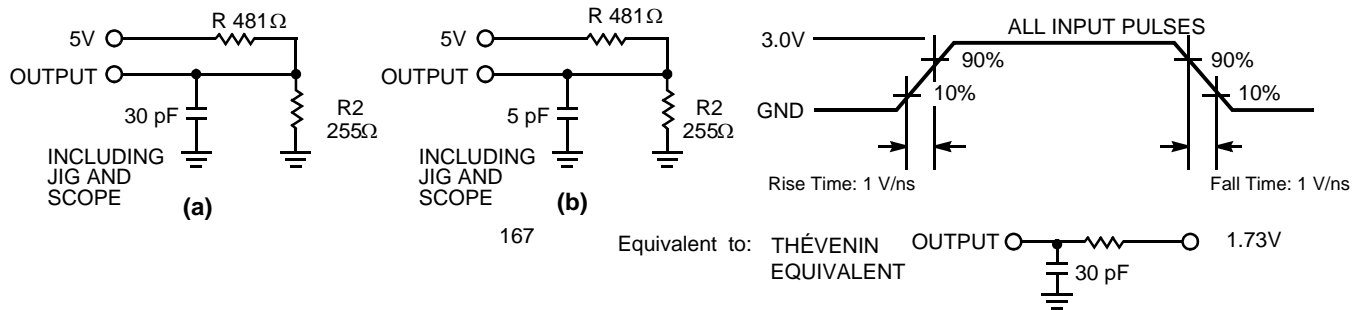 R 481Ω
5V
OUTPUT
30 pF
R2
255Ω
INCLUDING
JIG AND
SCOPE
(a)
R 481Ω
5V
OUTPUT
5 pF
R2
255Ω
INCLUDING
JIG AND
SCOPE
(b)
167
ALL INPUT PULSES
3.0V
90%
90%
10%
10%
GND
Rise Time: 1 V/ns
Fall Time: 1 V/ns
Equivalent to: THÉVENIN
EQUIVALENT
OUTPUT
1.73V
30 pF